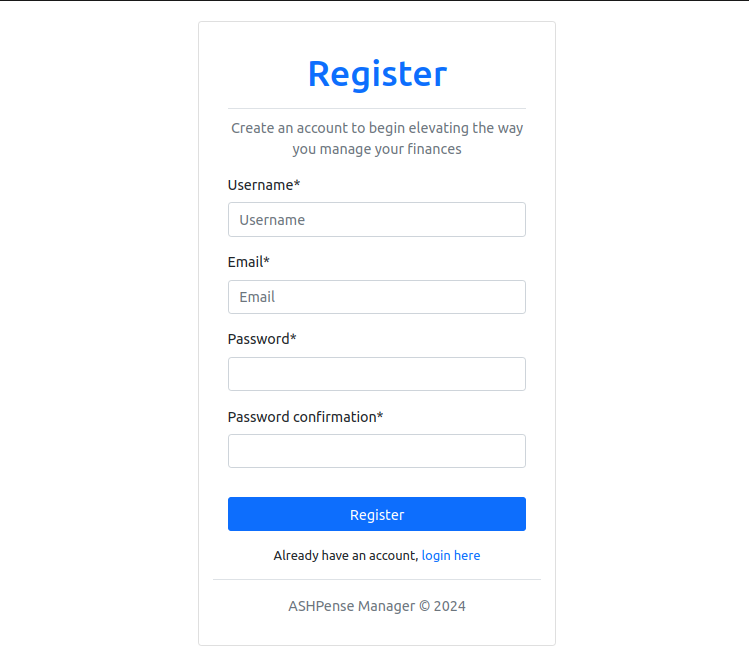 Register
Create an account to begin elevating the way
you manage your finances
Username*
Username
Email*
Email
Password*
Password confirmation*
Register
Already have an account, login here
ASHPense Manager © 2024